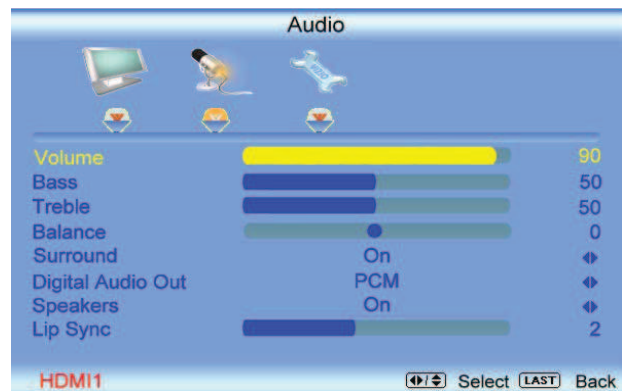 Audio
Volume 90
Bass 50
Treble 50
Balance 0
Surround On
Digital Audio Out PCM
Speakers On
Lip Sync 2
HDMI1 Select LAST Back